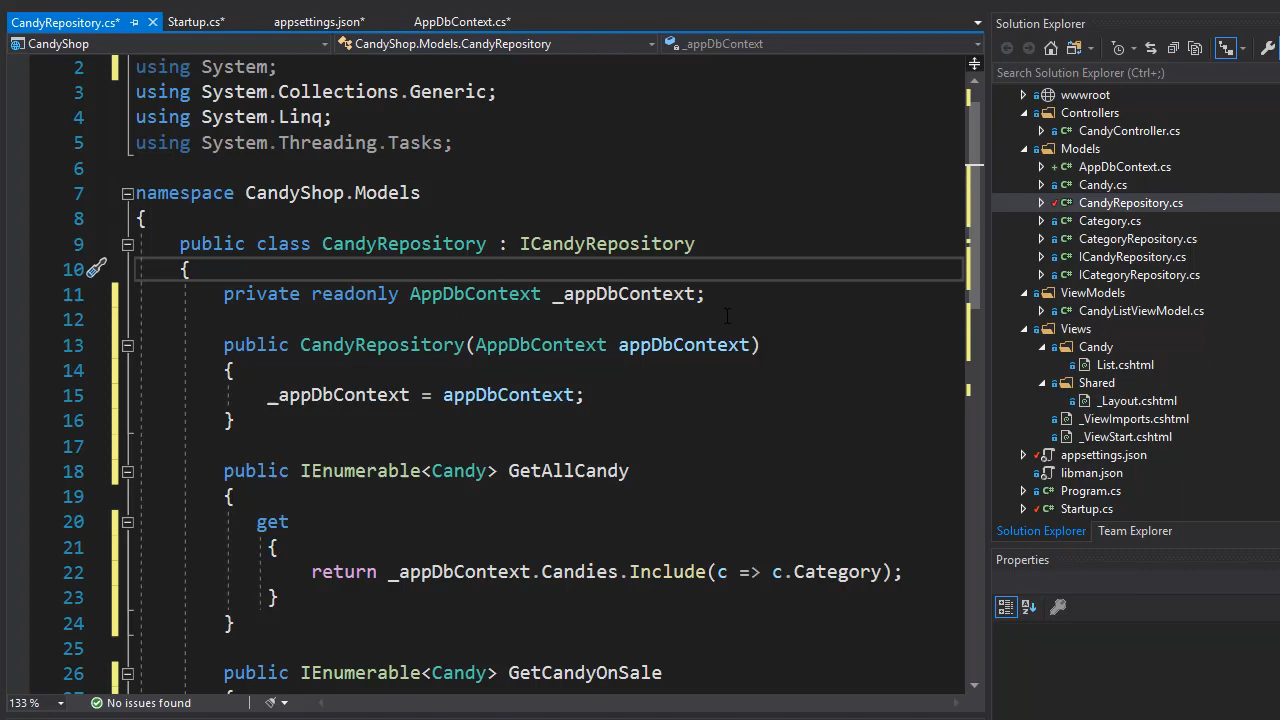 CandyRepository.cs* Startup.cs* appsettings.json* AppDbContext.cs*
CandyShop CandyShop.Models.CandyRepository _appDbContext
2 using System;
3 using System.Collections.Generic;
4 using System.Linq;
5 using System.Threading.Tasks;
6
7 namespace CandyShop.Models
8 {
9 public class CandyRepository : ICandyRepository
10 {
11 private readonly AppDbContext _appDbContext;
12
13 public CandyRepository(AppDbContext appDbContext)
14 {
15 _appDbContext = appDbContext;
16 }
17
18 public IEnumerable<Candy> GetAllCandy
19 {
20 get
21 {
22 return _appDbContext.Candies.Include(c => c.Category);
23 }
24 }
25
26 public IEnumerable<Candy> GetCandyOnSale
133 % No issues found
Solution Explorer
Search Solution Explorer (Ctrl+;)
wwwroot
Controllers
C# CandyController.cs
Models
C# AppDbContext.cs
C# Candy.cs
C# CandyRepository.cs
C# Category.cs
C# CategoryRepository.cs
C# ICandyRepository.cs
C# ICategoryRepository.cs
ViewModels
C# CandyListViewModel.cs
Views
Candy
List.cshtml
Shared
_Layout.cshtml
_ViewImports.cshtml
_ViewStart.cshtml
appsettings.json
libman.json
C# Program.cs
C# Startup.cs
Solution Explorer Team Explorer
Properties